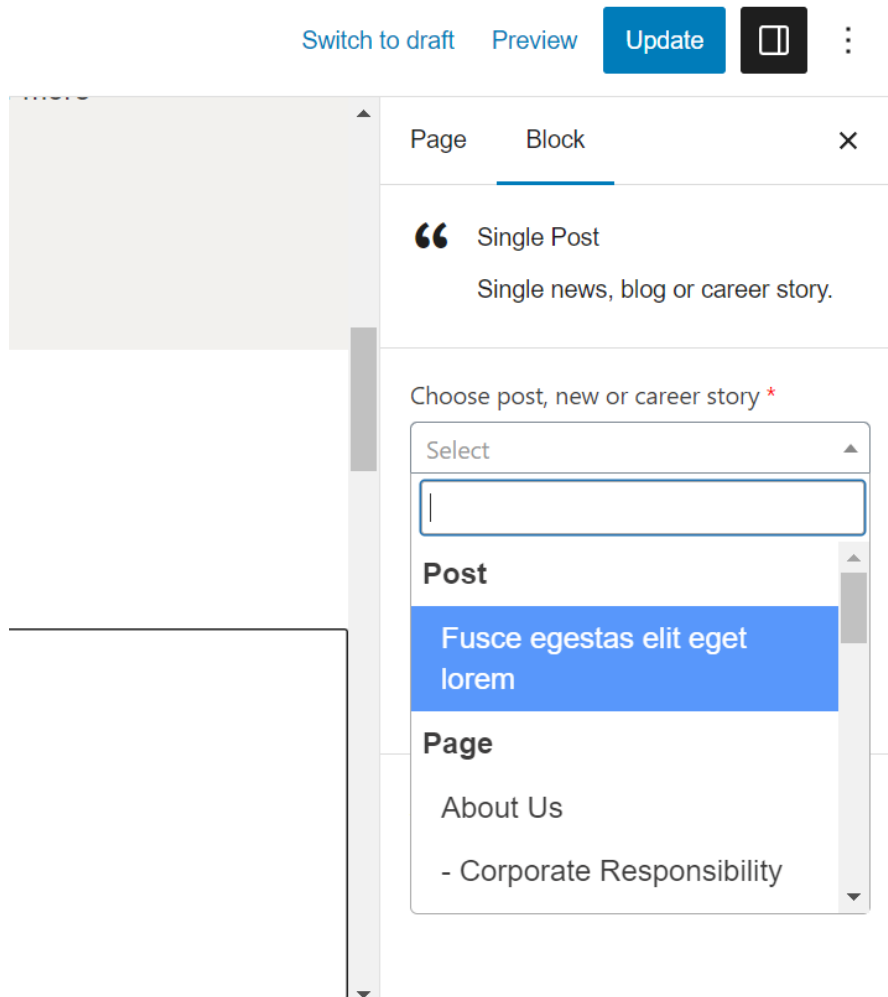 Switch to draft Preview Update
more
Page Block
Single Post
Single news, blog or career story.
Choose post, new or career story *
Select
Post
Fusce egestas elit eget
lorem
Page
About Us
- Corporate Responsibility